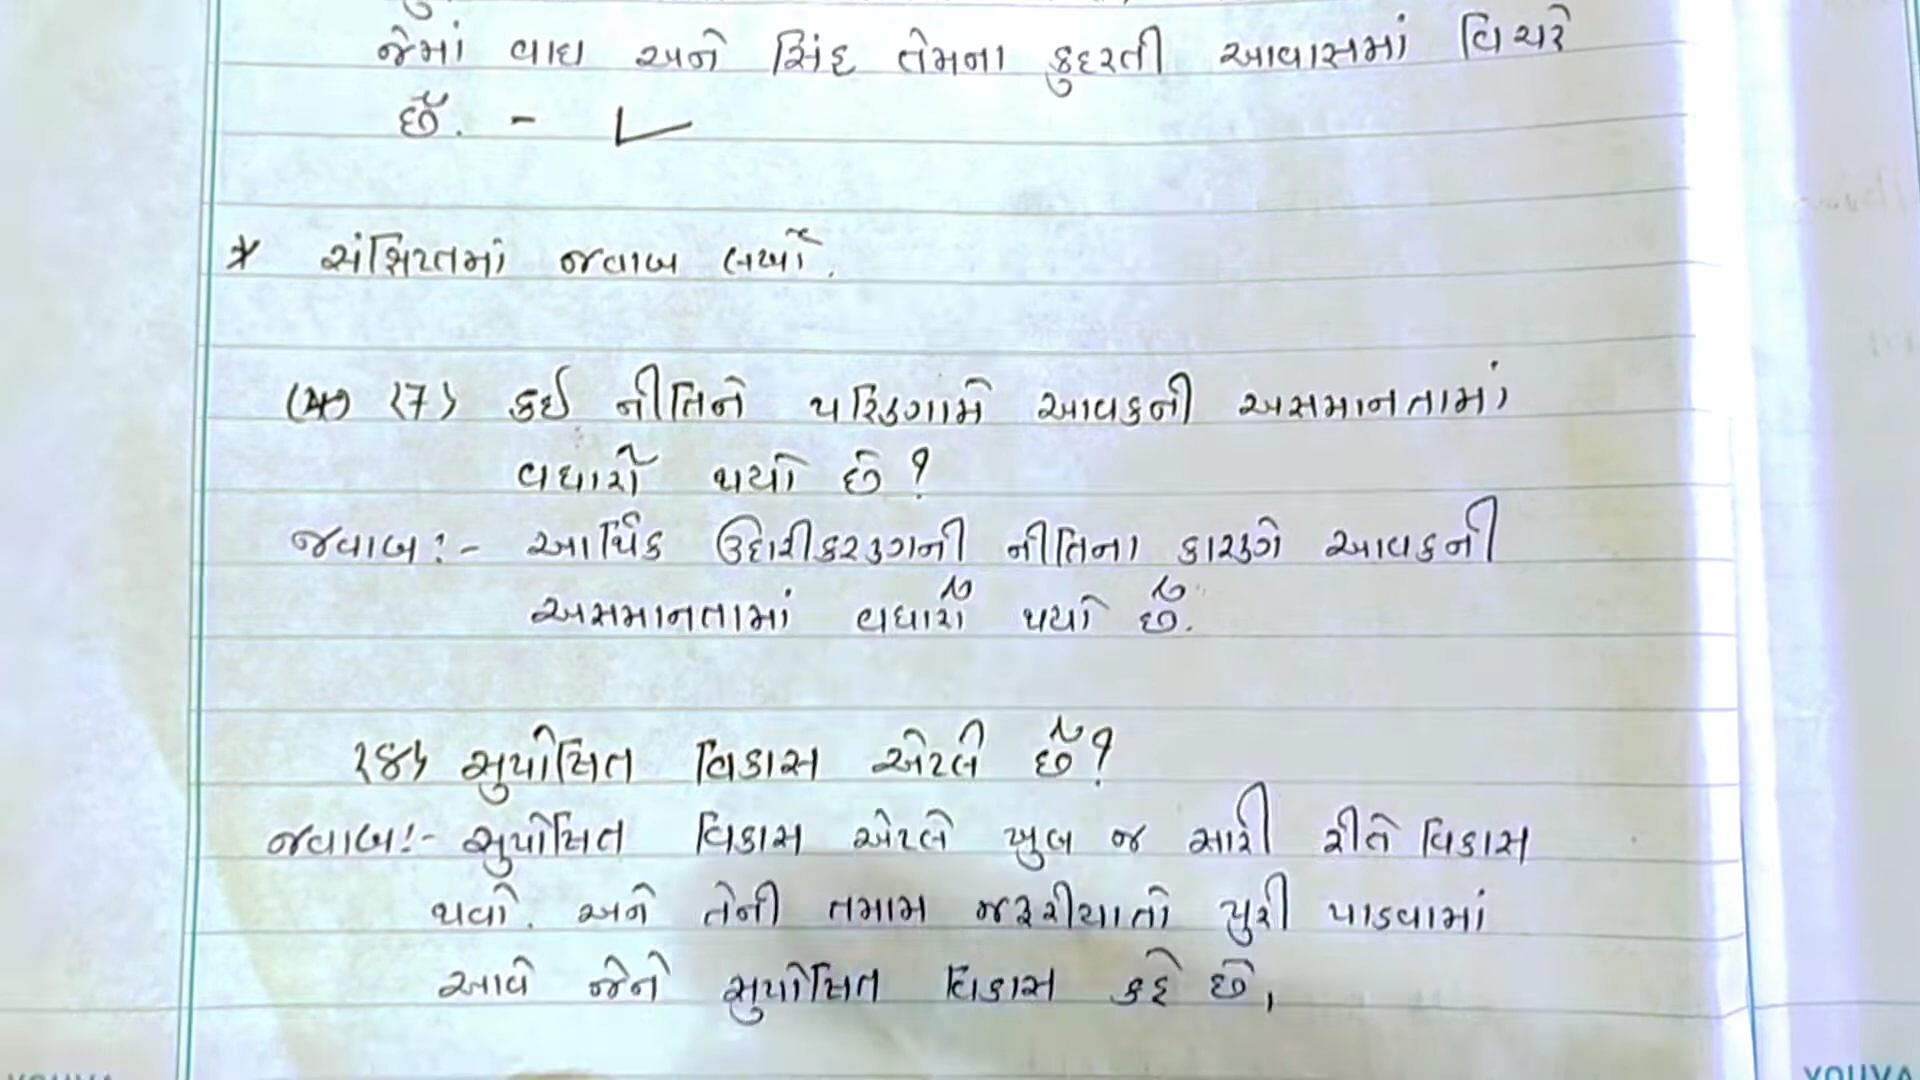 જેમાં વાઘ અને સિંહ તેમના કુદરતી આવાસમાં વિચરે
છે. - ✓
* સંક્ષિપ્તમાં જવાબ લખો.
(7) કઈ નીતિને પરિણામે આવકની અસમાનતામાં
વધારો થયો છે?
જવાબ:- આર્થિક ઉદારીકરણની નીતિના કારણે આવકની
અસમાનતામાં વધારો થયો છે.
(8) સુપોષિત વિકાસ એટલે છે?
જવાબ:- સુપોષિત વિકાસ એટલે ખુબ જ સારી રીતે વિકાસ
થવો. અને તેની તમામ જરૂરીયાતો પુરી પાડવામાં
આવે જેને સુપોષિત વિકાસ કહે છે,
YOUVA